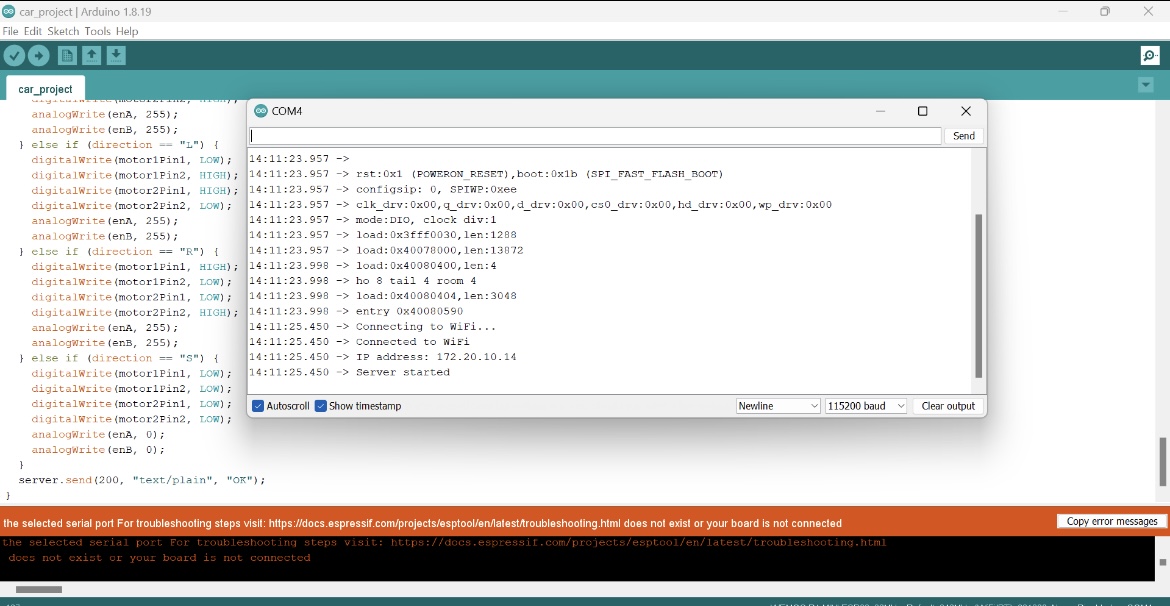 car_project | Arduino 1.8.19
File Edit Sketch Tools Help
car_project
analogWrite(enA, 255);
analogWrite(enB, 255);
} else if (direction == "L") {
digitalWrite(motor1Pin1, LOW);
digitalWrite(motor1Pin2, HIGH);
digitalWrite(motor2Pin1, HIGH);
digitalWrite(motor2Pin2, LOW);
analogWrite(enA, 255);
analogWrite(enB, 255);
} else if (direction == "R") {
digitalWrite(motor1Pin1, HIGH);
digitalWrite(motor1Pin2, LOW);
digitalWrite(motor2Pin1, LOW);
digitalWrite(motor2Pin2, HIGH);
analogWrite(enA, 255);
analogWrite(enB, 255);
} else if (direction == "S") {
digitalWrite(motor1Pin1, LOW);
digitalWrite(motor1Pin2, LOW);
digitalWrite(motor2Pin1, LOW);
digitalWrite(motor2Pin2, LOW);
analogWrite(enA, 0);
analogWrite(enB, 0);
}
server.send(200, "text/plain", "OK");
}
COM4
Send
14:11:23.957 ->
14:11:23.957 -> rst:0x1 (POWERON_RESET),boot:0x1b (SPI_FAST_FLASH_BOOT)
14:11:23.957 -> configsip: 0, SPIWP:0xee
14:11:23.957 -> clk_drv:0x00,q_drv:0x00,d_drv:0x00,cs0_drv:0x00,hd_drv:0x00,wp_drv:0x00
14:11:23.957 -> mode:DIO, clock div:1
14:11:23.957 -> load:0x3fff0030,len:1288
14:11:23.957 -> load:0x40078000,len:13872
14:11:23.998 -> load:0x40080400,len:4
14:11:23.998 -> ho 8 tail 4 room 4
14:11:23.998 -> load:0x40080404,len:3048
14:11:23.998 -> entry 0x40080590
14:11:25.450 -> Connecting to WiFi...
14:11:25.450 -> Connected to WiFi
14:11:25.450 -> IP address: 172.20.10.14
14:11:25.450 -> Server started
Autoscroll Show timestamp Newline 115200 baud Clear output
the selected serial port For troubleshooting steps visit: https://docs.espressif.com/projects/esptool/en/latest/troubleshooting.html does not exist or your board is not connected
Copy error messages
the selected serial port For troubleshooting steps visit: https://docs.espressif.com/projects/esptool/en/latest/troubleshooting.html
does not exist or your board is not connected